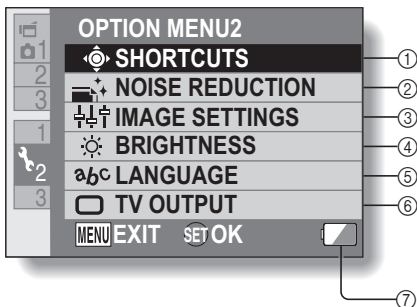 OPTION MENU2
SHORTCUTS ①
NOISE REDUCTION ②
IMAGE SETTINGS ③
BRIGHTNESS ④
abc LANGUAGE ⑤
TV OUTPUT ⑥
MENU EXIT SET OK
⑦
1
2
3
1
2
3